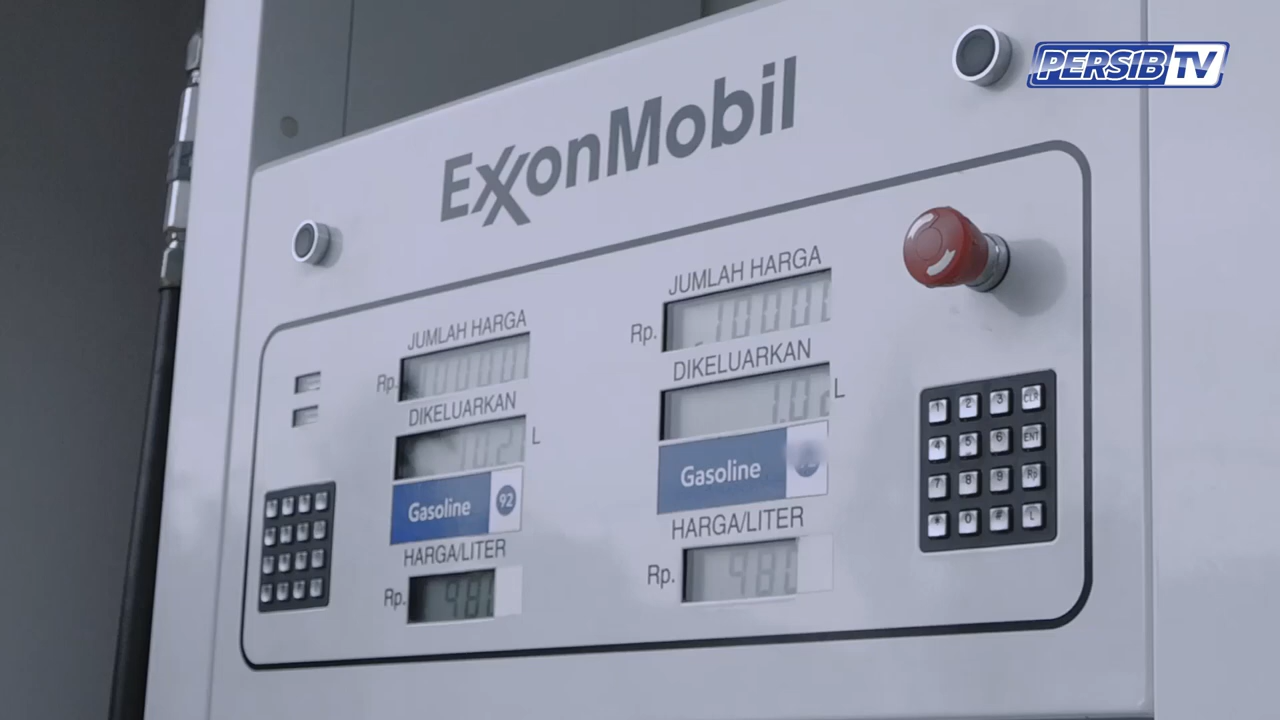 PERSIB TV
ExxonMobil
JUMLAH HARGA
Rp.
DIKELUARKAN
L
Gasoline 92
HARGA/LITER
Rp.
JUMLAH HARGA
Rp.
DIKELUARKAN
L
Gasoline
HARGA/LITER
Rp.
1 2 3 CLR
4 5 6 ENT
7 8 9 Rp
* 0 # L